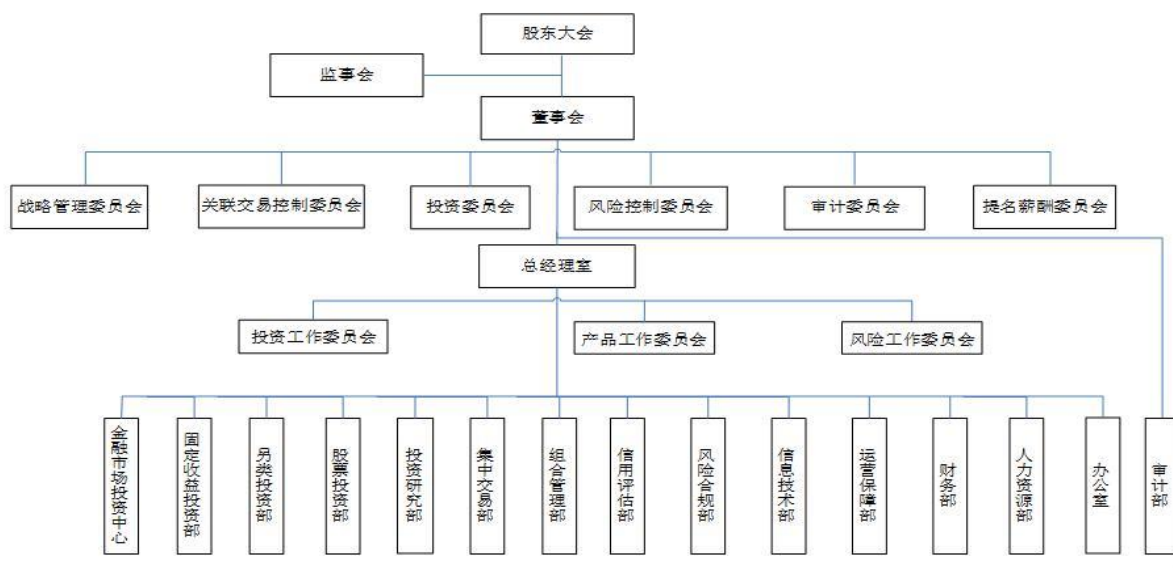 股东大会
监事会
董事会
战略管理委员会
关联交易控制委员会
投资委员会
风险控制委员会
审计委员会
提名薪酬委员会
总经理室
投资工作委员会
产品工作委员会
风险工作委员会
金融市场投资中心
固定收益投资部
另类投资部
股票投资部
投资研究部
集中交易部
组合管理部
信用评估部
风险合规部
信息技术部
运营保障部
财务部
人力资源部
办公室
审计部